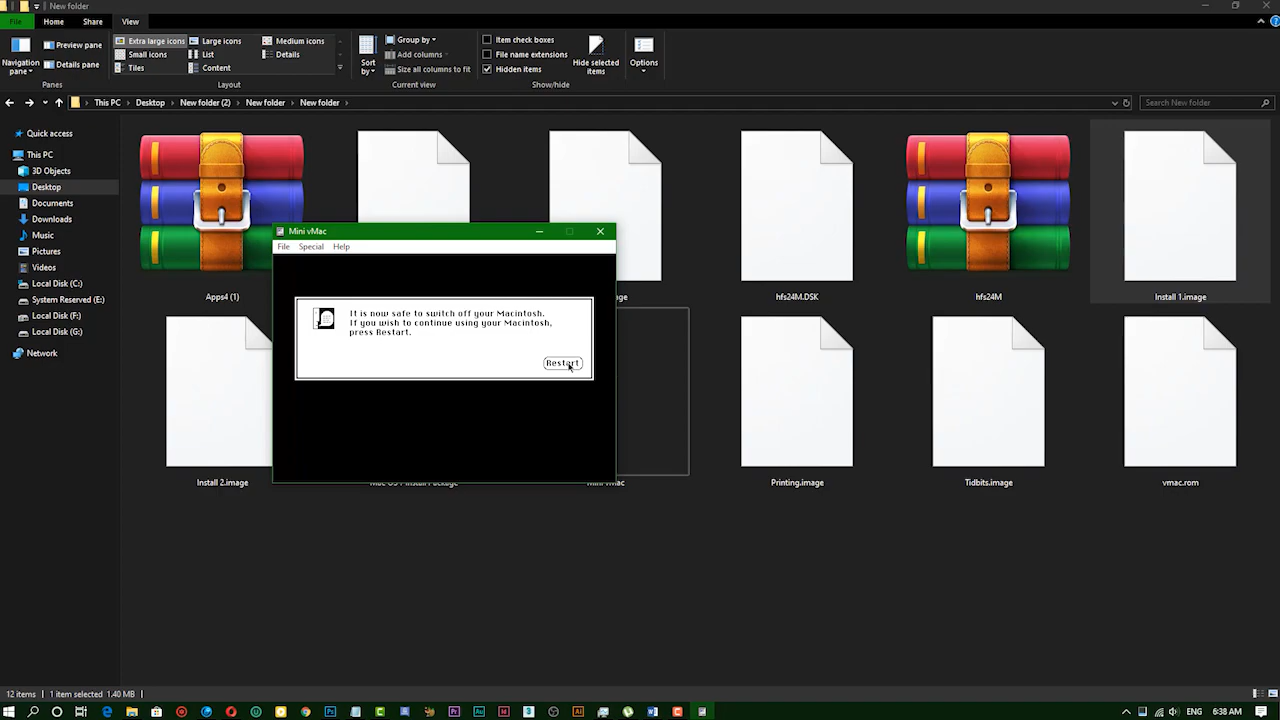 New folder
File Home Share View
Navigation pane
Preview pane
Details pane
Panes
Extra large icons Large icons Medium icons
Small icons List Details
Tiles Content
Layout
Sort by
Group by
Add columns
Size all columns to fit
Current view
Item check boxes
File name extensions
Hidden items
Hide selected items
Show/hide
Options
This PC Desktop New folder (2) New folder New folder
Search New folder
Quick access
This PC
3D Objects
Desktop
Documents
Downloads
Music
Pictures
Videos
Local Disk (C:)
System Reserved (E:)
Local Disk (F:)
Local Disk (G:)
Network
Apps4 (1)
hfs24M.DSK
hfs24M
Install 1.image
Mini vMac
File Special Help
It is now safe to switch off your Macintosh.
If you wish to continue using your Macintosh,
press Restart.
Restart
Install 2.image
Printing.image
Tidbits.image
vmac.rom
12 items 1 item selected 1.40 MB
ENG 6:38 AM